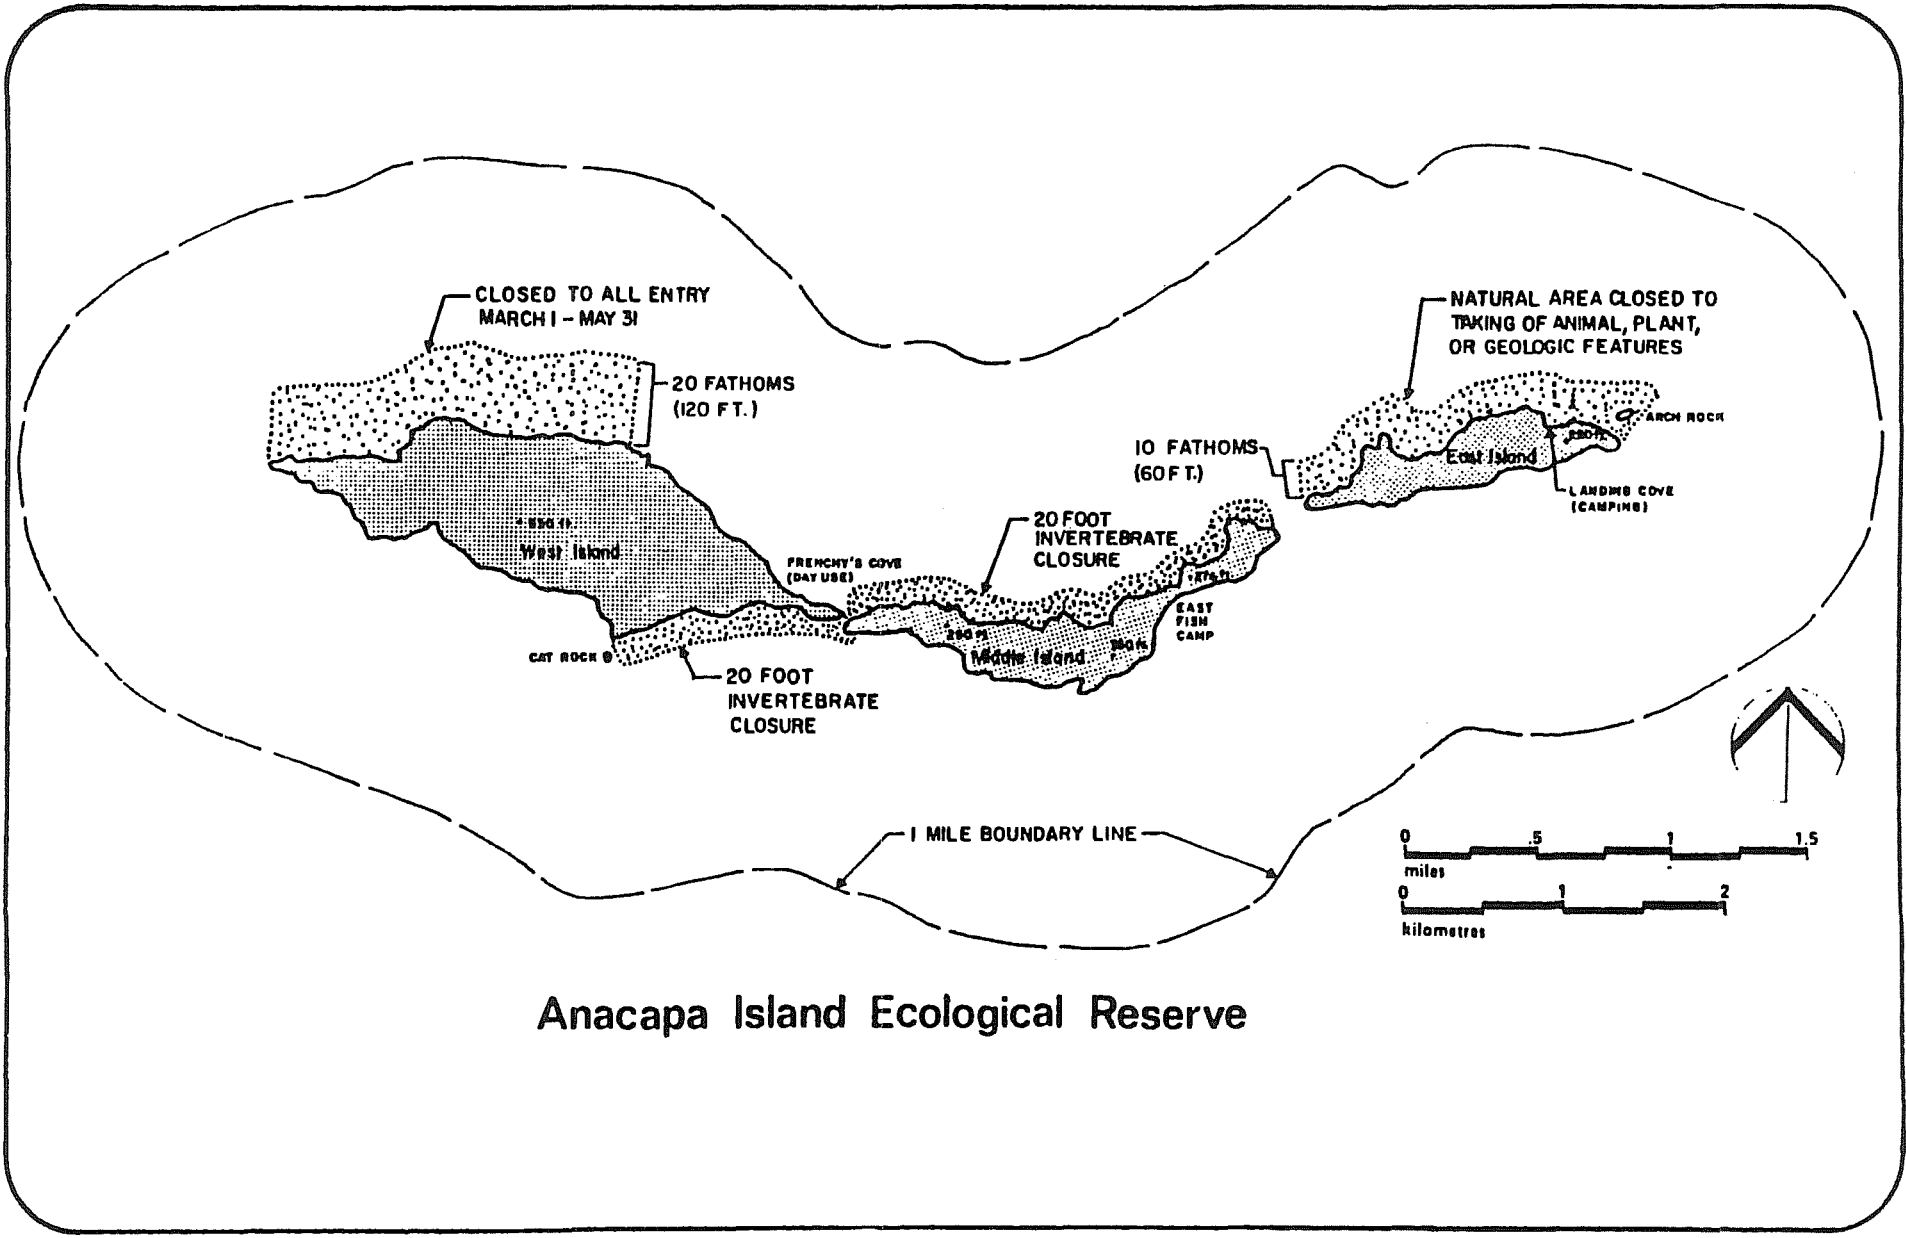 CLOSED TO ALL ENTRY
MARCH 1 - MAY 31
20 FATHOMS
(120 FT.)
NATURAL AREA CLOSED TO
TAKING OF ANIMAL, PLANT,
OR GEOLOGIC FEATURES
ARCH ROCK
10 FATHOMS
(60 FT.)
East Island
LANDING COVE
(CAMPING)
20 FOOT
INVERTEBRATE
CLOSURE
West Island
FRENCHY'S COVE
(DAY USE)
EAST
FISH
CAMP
Middle Island
CAT ROCK
20 FOOT
INVERTEBRATE
CLOSURE
1 MILE BOUNDARY LINE
0 .5 1 1.5
miles
0 1 2
kilometres
Anacapa Island Ecological Reserve